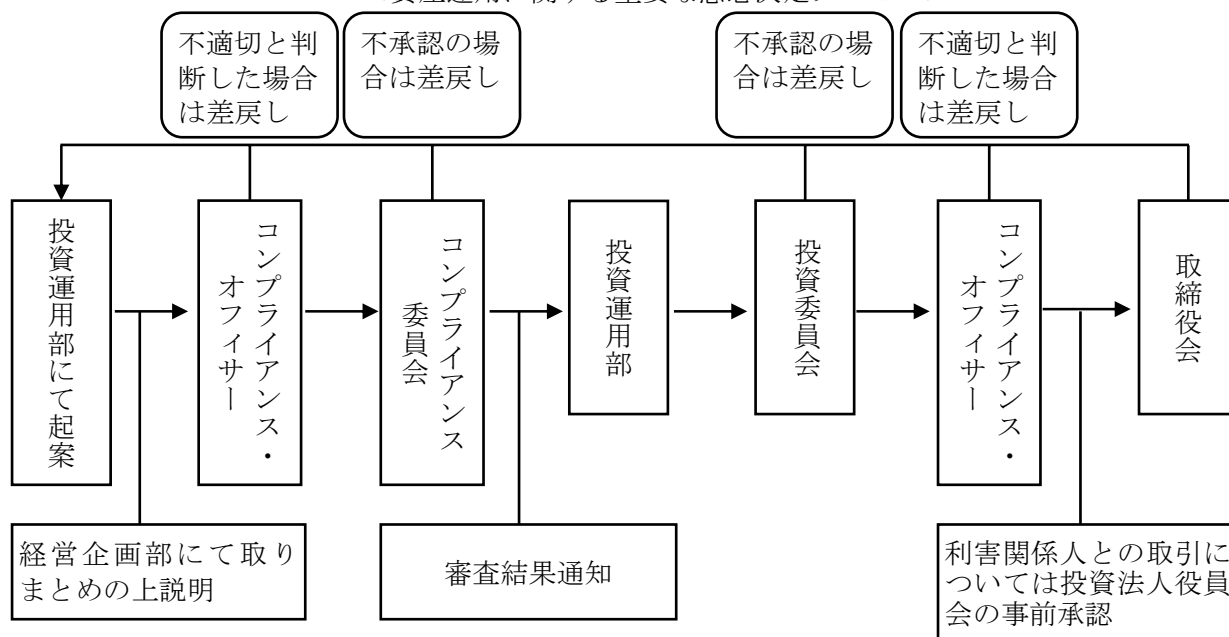 不適切と判
断した場合
は差戻し
不承認の場
合は差戻し
不承認の場
合は差戻し
不適切と判
断した場合
は差戻し
投資運用部にて起案
コンプライアンス・
オフィサー
コンプライアンス
委員会
投資運用部
投資委員会
コンプライアンス・
オフィサー
取締役会
経営企画部にて取り
まとめの上説明
審査結果通知
利害関係人との取引に
ついては投資法人役員
会の事前承認